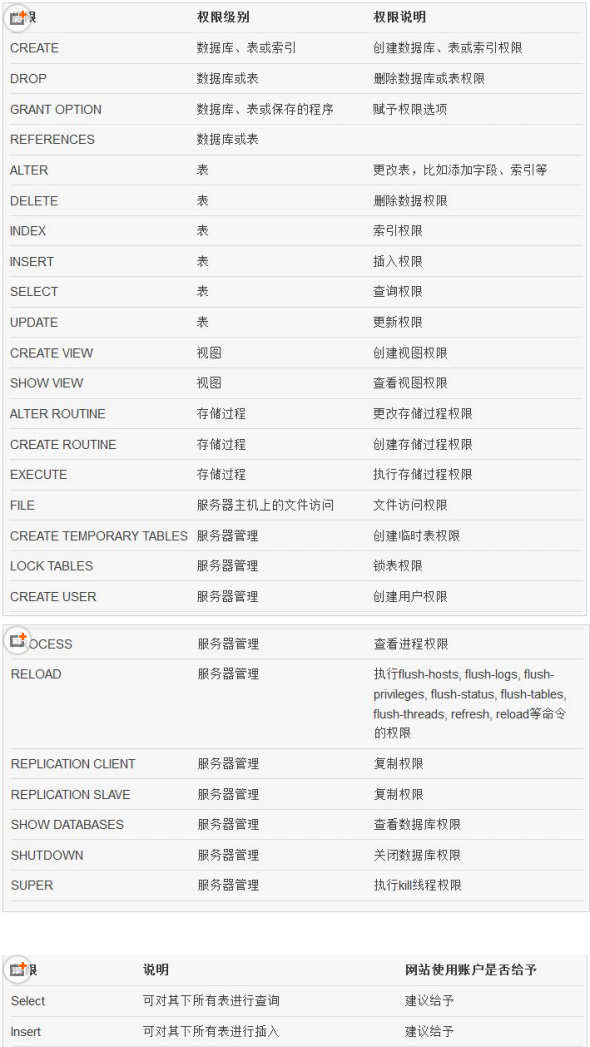 限 权限级别 权限说明
CREATE 数据库、表或索引 创建数据库、表或索引权限
DROP 数据库或表 删除数据库或表权限
GRANT OPTION 数据库、表或保存的程序 赋予权限选项
REFERENCES 数据库或表
ALTER 表 更改表，比如添加字段、索引等
DELETE 表 删除数据权限
INDEX 表 索引权限
INSERT 表 插入权限
SELECT 表 查询权限
UPDATE 表 更新权限
CREATE VIEW 视图 创建视图权限
SHOW VIEW 视图 查看视图权限
ALTER ROUTINE 存储过程 更改存储过程权限
CREATE ROUTINE 存储过程 创建存储过程权限
EXECUTE 存储过程 执行存储过程权限
FILE 服务器主机上的文件访问 文件访问权限
CREATE TEMPORARY TABLES 服务器管理 创建临时表权限
LOCK TABLES 服务器管理 锁表权限
CREATE USER 服务器管理 创建用户权限
OCESS 服务器管理 查看进程权限
RELOAD 服务器管理 执行flush-hosts, flush-logs, flush-
privileges, flush-status, flush-tables,
flush-threads, refresh, reload等命令
的权限
REPLICATION CLIENT 服务器管理 复制权限
REPLICATION SLAVE 服务器管理 复制权限
SHOW DATABASES 服务器管理 查看数据库权限
SHUTDOWN 服务器管理 关闭数据库权限
SUPER 服务器管理 执行kill线程权限
限 说明 网站使用账户是否给予
Select 可对其下所有表进行查询 建议给予
Insert 可对其下所有表进行插入 建议给予